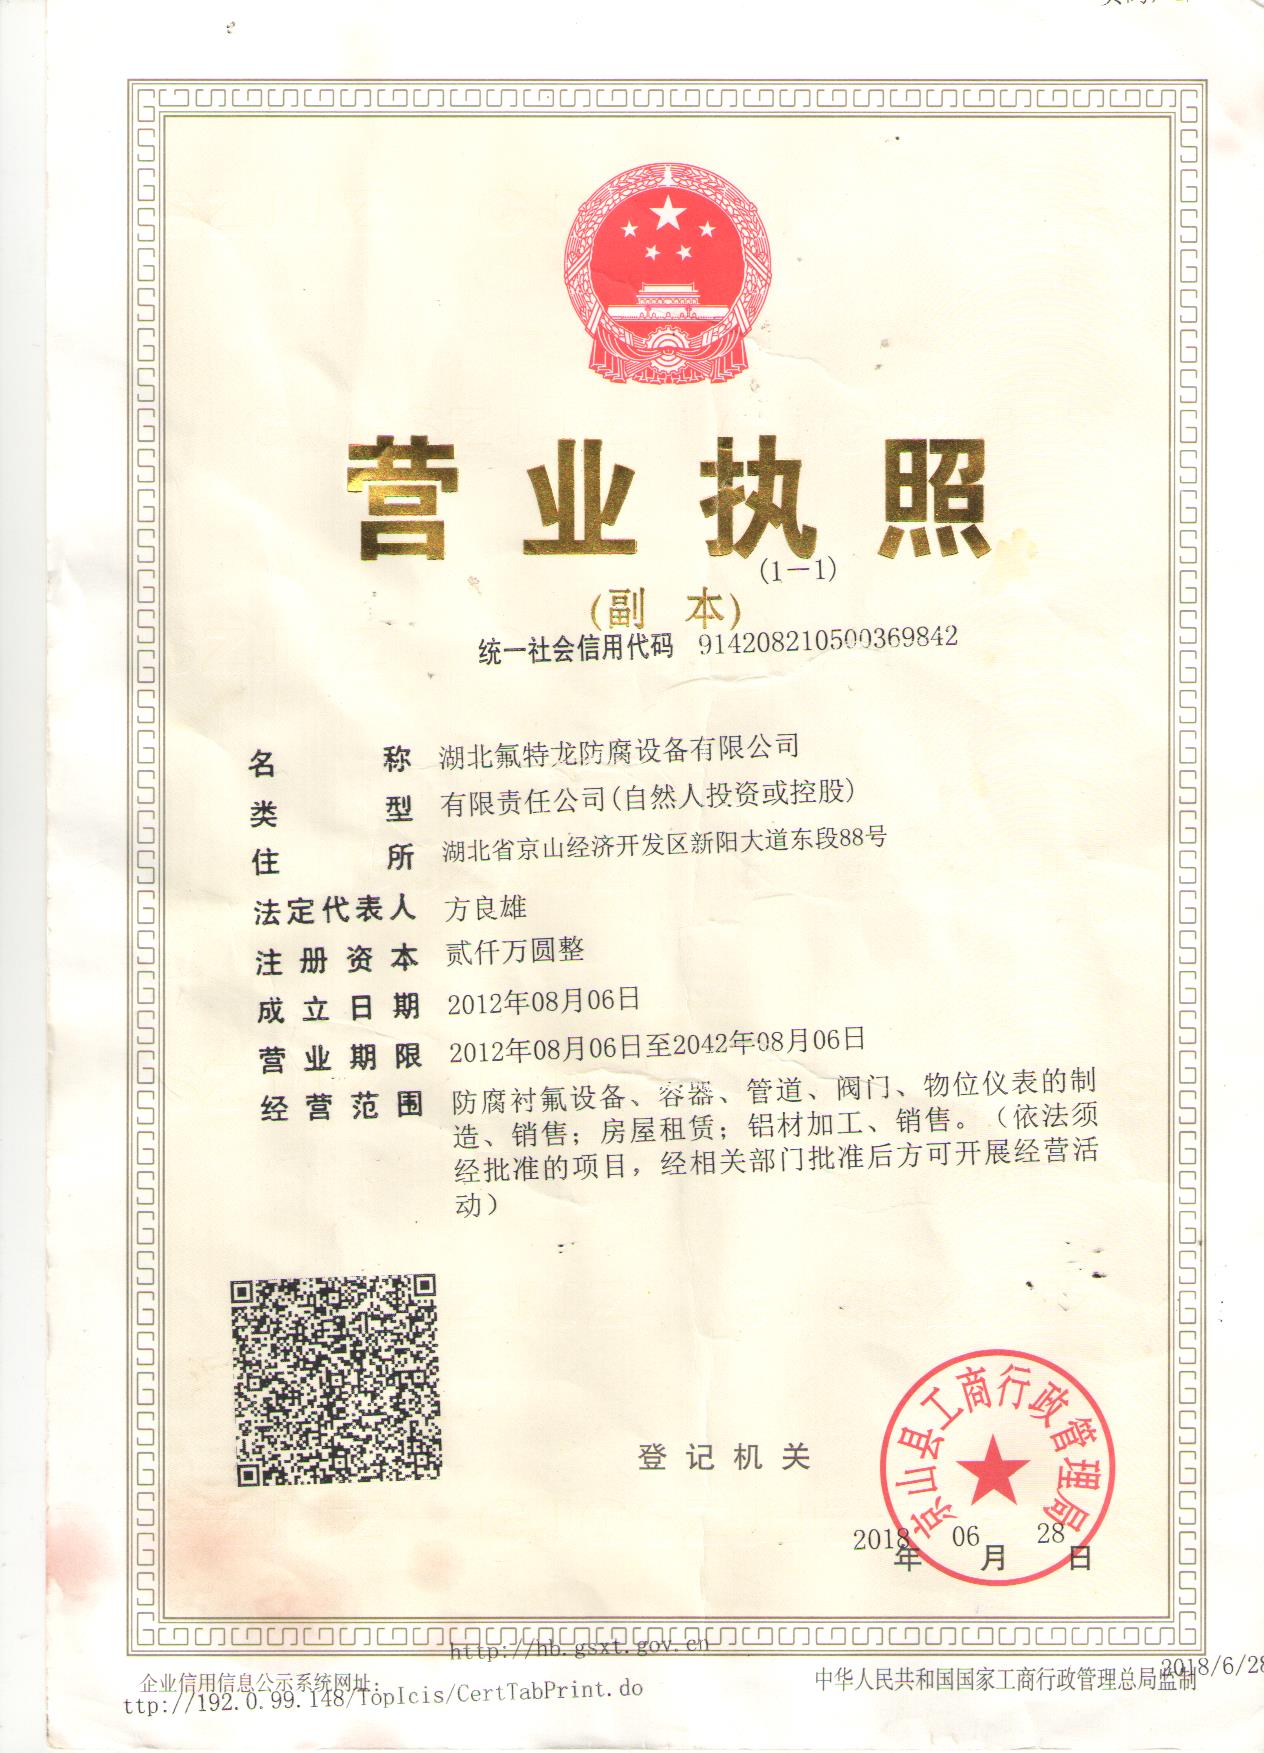 营业执照
(1-1)
(副 本)
统一社会信用代码 914208210500369842
名 称 湖北氟特龙防腐设备有限公司
类 型 有限责任公司(自然人投资或控股)
住 所 湖北省京山经济开发区新阳大道东段88号
法定代表人 方良雄
注册资本 贰仟万圆整
成立日期 2012年08月06日
营业期限 2012年08月06日至2042年08月06日
经营范围 防腐衬氟设备、容器、管道、阀门、物位仪表的制
造、销售；房屋租赁；铝材加工、销售。（依法须
经批准的项目，经相关部门批准后方可开展经营活
动）
登记机关
京山县工商行政管理局
2018年 06月 28日
http://hb.gsxt.gov.cn
企业信用信息公示系统网址：
ttp://192.0.99.148/TopIcis/CertTabPrint.do
中华人民共和国国家工商行政管理总局监制
2018/6/28